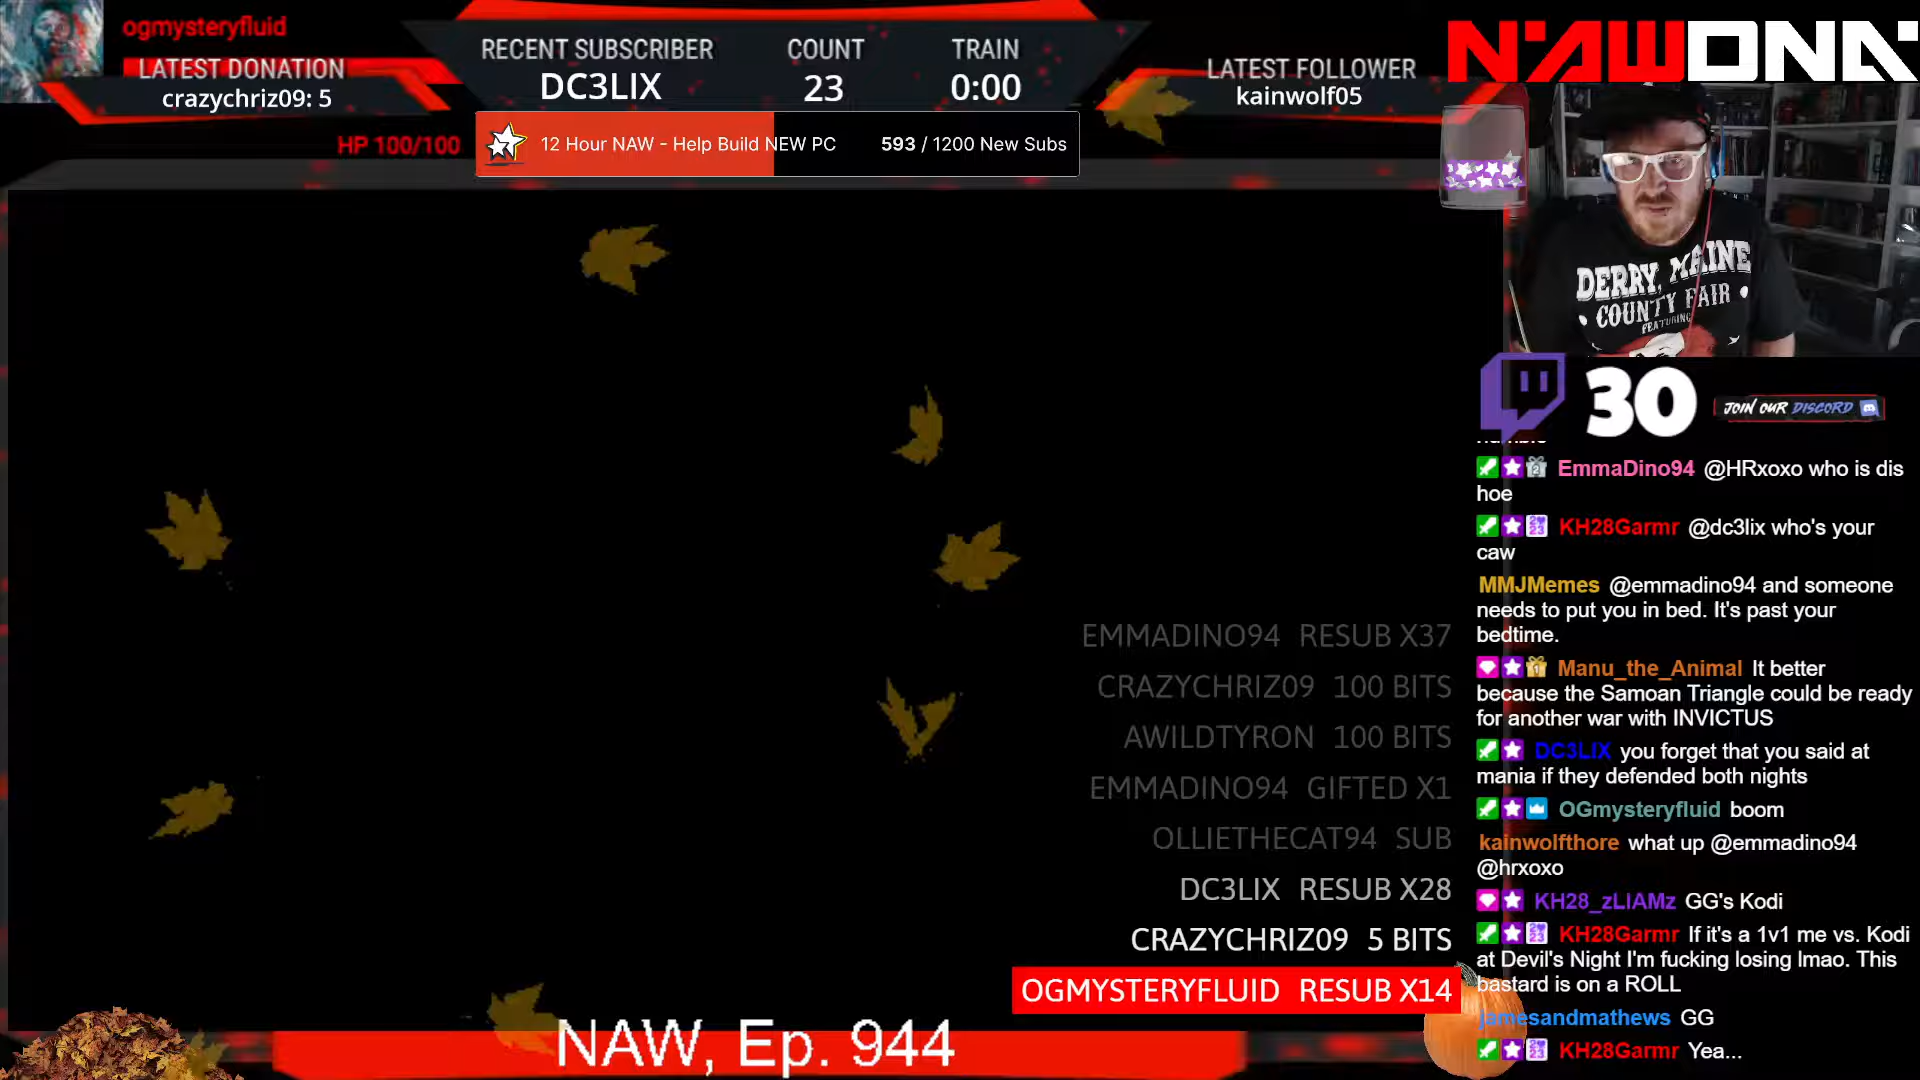 ogmysteryfluid
LATEST DONATION
crazychriz09: 5
HP 100/100
RECENT SUBSCRIBER
DC3LIX
COUNT
23
TRAIN
0:00
12 Hour NAW - Help Build NEW PC
593 / 1200 New Subs
LATEST FOLLOWER
kainwolf05
NAWDNA
DERRY, MAINE
COUNTY FAIR
FEATURING
30
JOIN OUR DISCORD
EmmaDino94 @HRxoxo who is dis
hoe
KH28Garmr @dc3lix who's your
caw
MMJMemes @emmadino94 and someone
needs to put you in bed. It's past your
bedtime.
Manu_the_Animal It better
because the Samoan Triangle could be ready
for another war with INVICTUS
DC3LIX you forget that you said at
mania if they defended both nights
OGmysteryfluid boom
kainwolfthore what up @emmadino94
@hrxoxo
KH28_zLIAMz GG's Kodi
KH28Garmr If it's a 1v1 me vs. Kodi
at Devil's Night I'm fucking losing lmao. This
bastard is on a ROLL
jamesandmathews GG
KH28Garmr Yea...
EMMADINO94 RESUB X37
CRAZYCHRIZ09 100 BITS
AWILDTYRON 100 BITS
EMMADINO94 GIFTED X1
OLLIETHECAT94 SUB
DC3LIX RESUB X28
CRAZYCHRIZ09 5 BITS
OGMYSTERYFLUID RESUB X14
NAW, Ep. 944